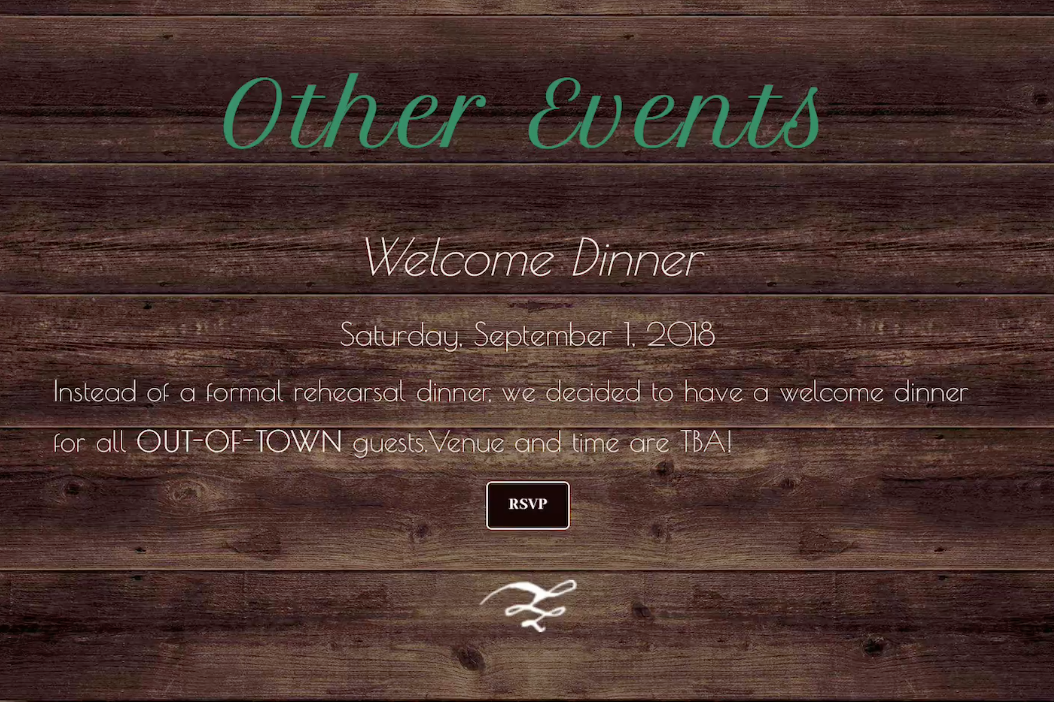 Other Events
Welcome Dinner
Saturday, September 1, 2018
Instead of a formal rehearsal dinner, we decided to have a welcome dinner
for all OUT-OF-TOWN guests.Venue and time are TBA!
RSVP